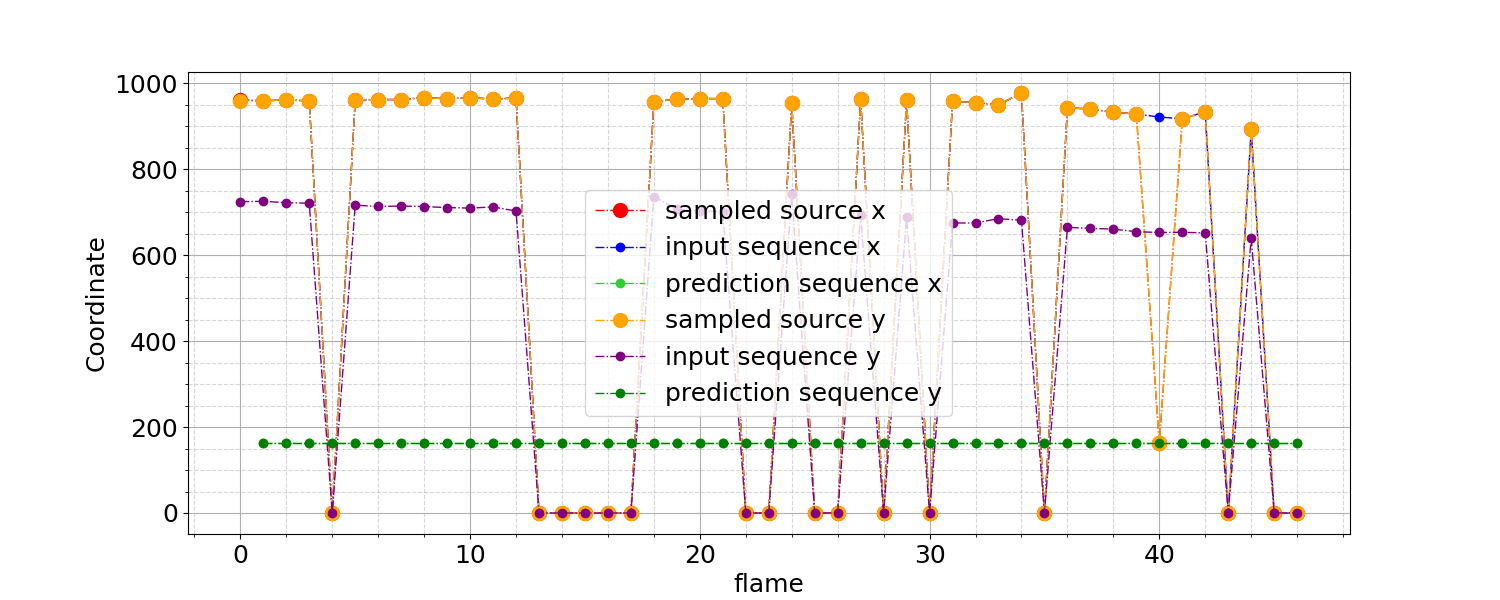 1000
800
600
400
200
0
Coordinate
sampled source x
input sequence x
prediction sequence x
sampled source y
input sequence y
prediction sequence y
0 10 20 30 40
flame